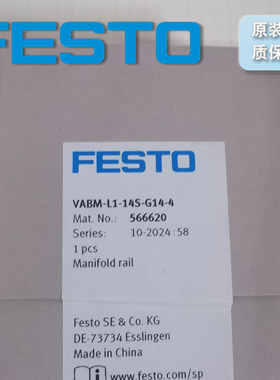 FESTO
原装
质保
FESTO
VABM-L1-14S-G14-4
Mat. No.: 566620
Series: 10-2024:58
1 pcs
Manifold rail
Festo SE & Co. KG
DE-73734 Esslingen
Made in China
www.festo.com/sp